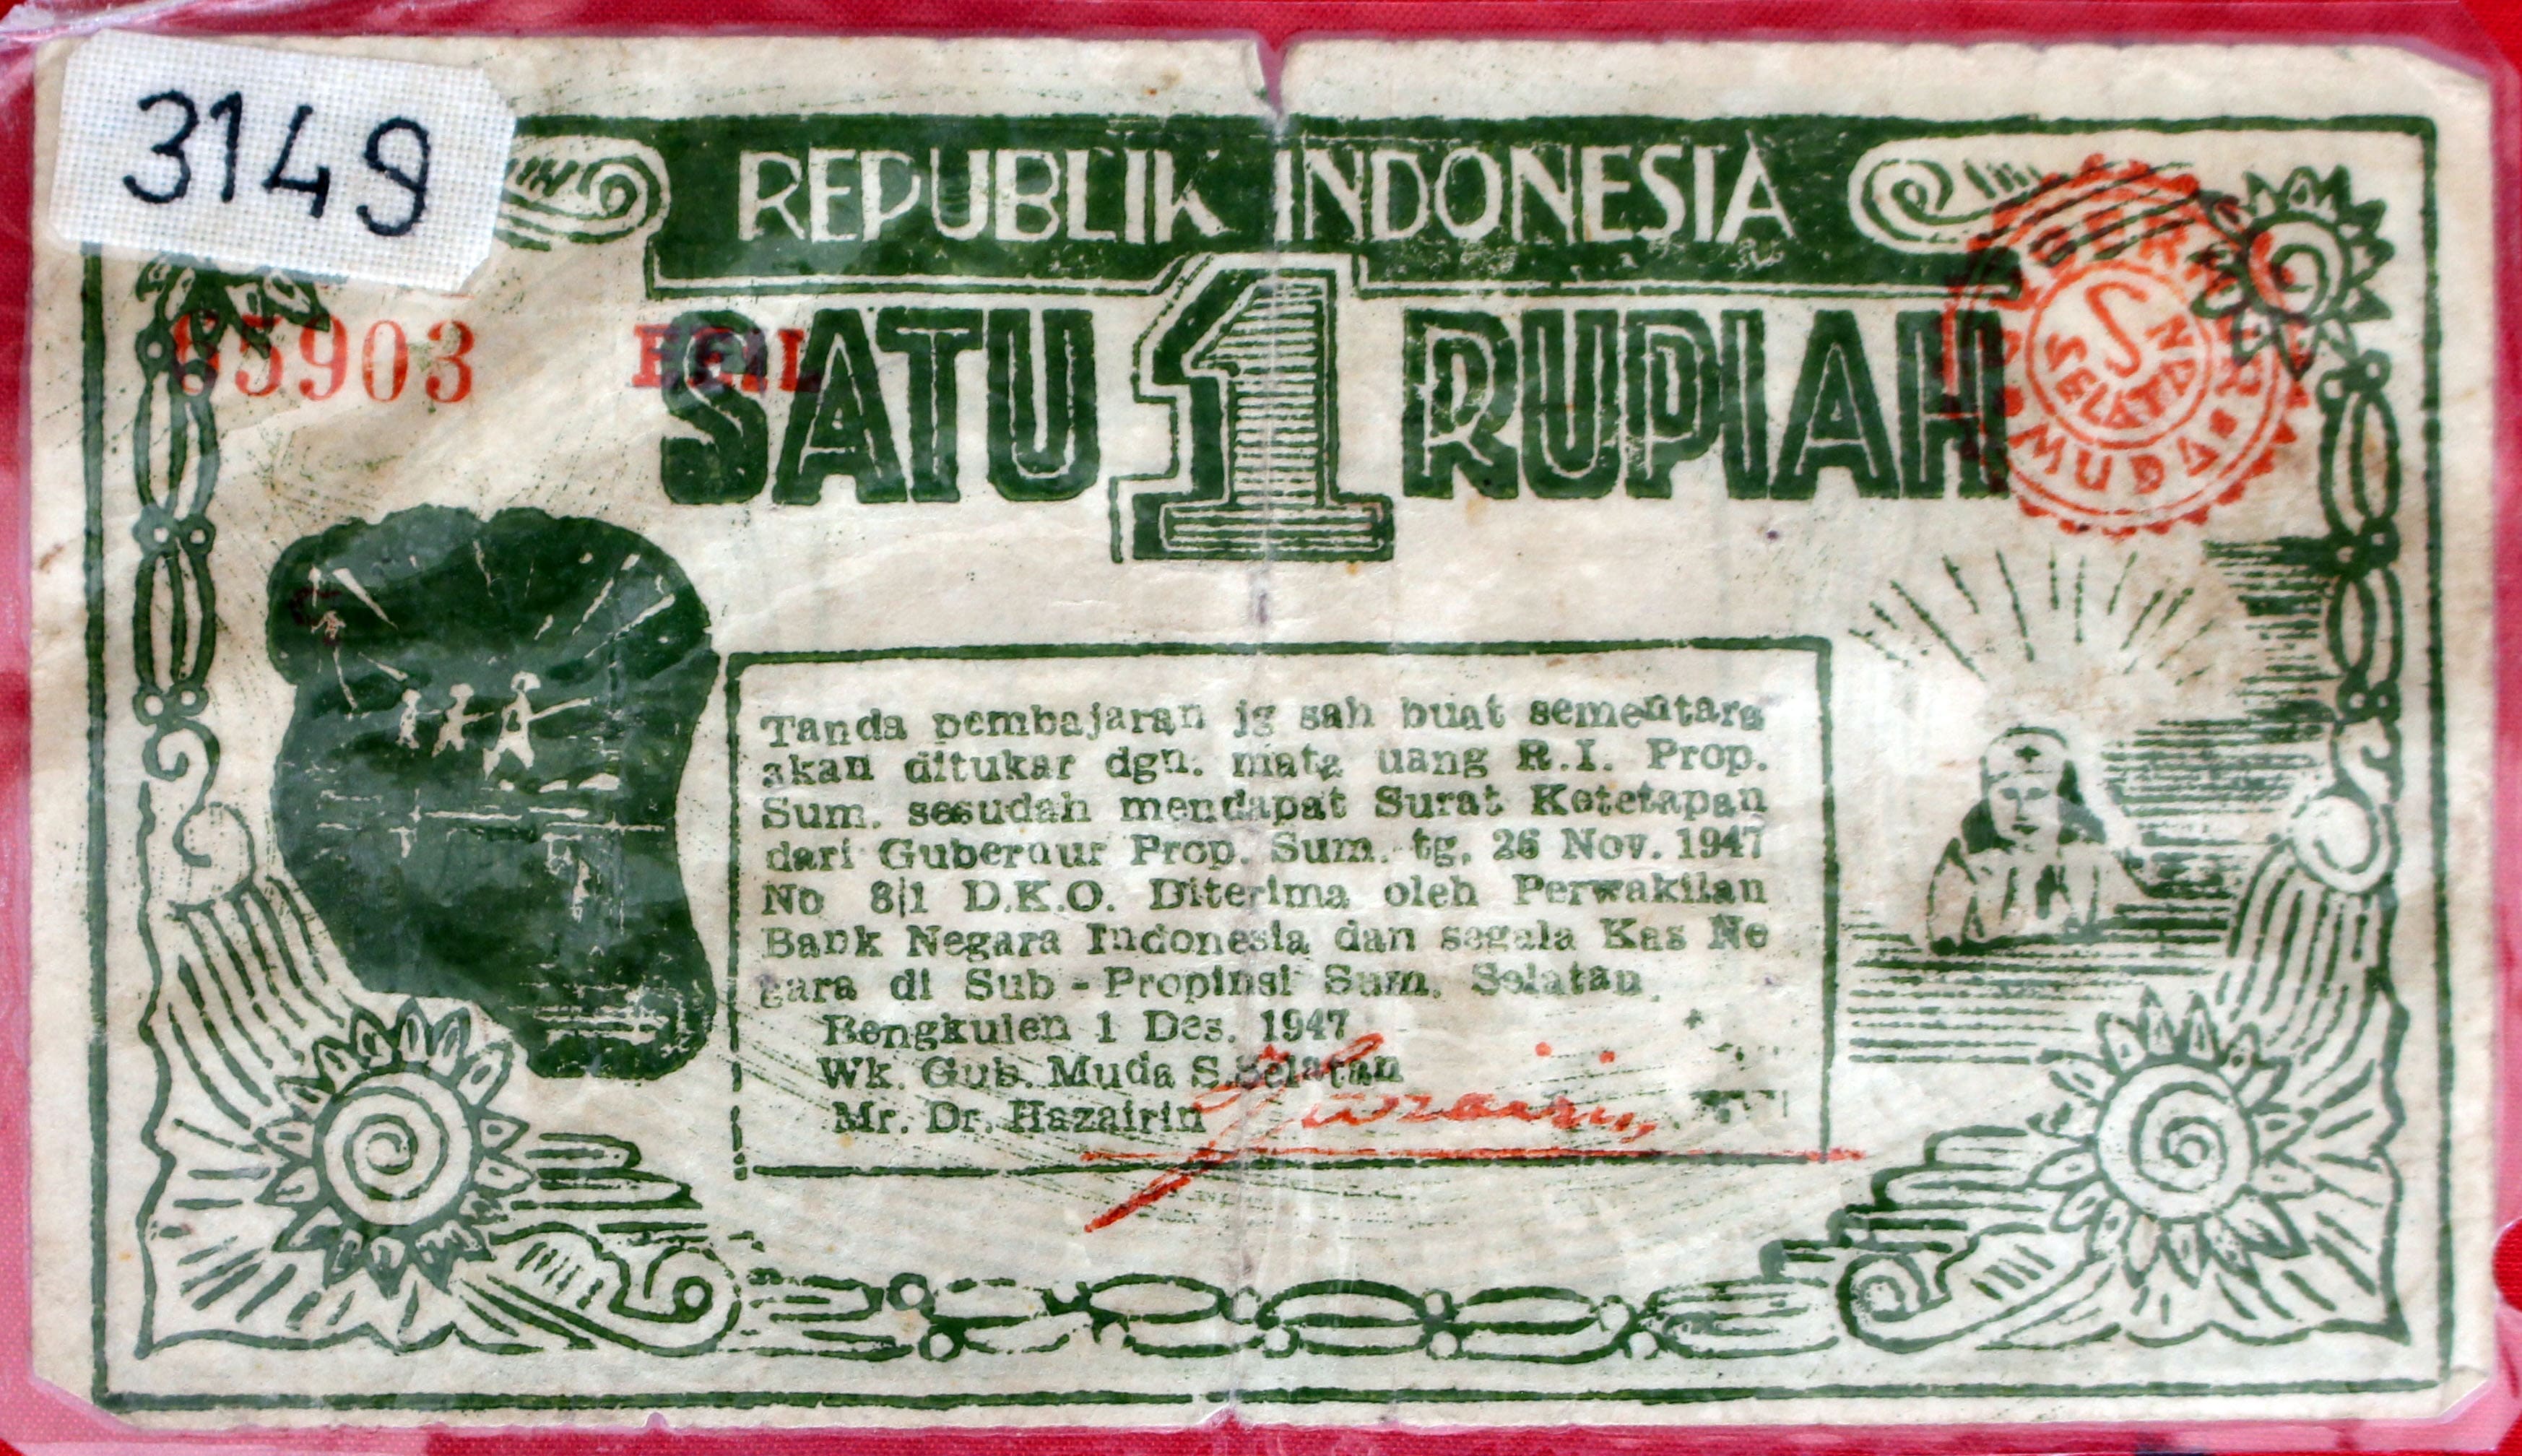 3149
REPUBLIK INDONESIA
SATU 1 RUPIAH
95903
S
SELATAN
MUDA
Tanda pembajaran jg sah buat sementara
akan ditukar dgn. mata uang R.I. Prop.
Sum. sesudah mendapat Surat Ketetapan
dari Gubernur Prop. Sum. tg. 26 Nov. 1947
No 8|1 D.K.O. Diterima oleh Perwakilan
Bank Negara Indonesia dan segala Kas Ne
gara di Sub - Propinsi Sum. Selatan
Bengkulen 1 Des. 1947
Wk. Gub. Muda S.Selatan
Mr. Dr. Hazairin